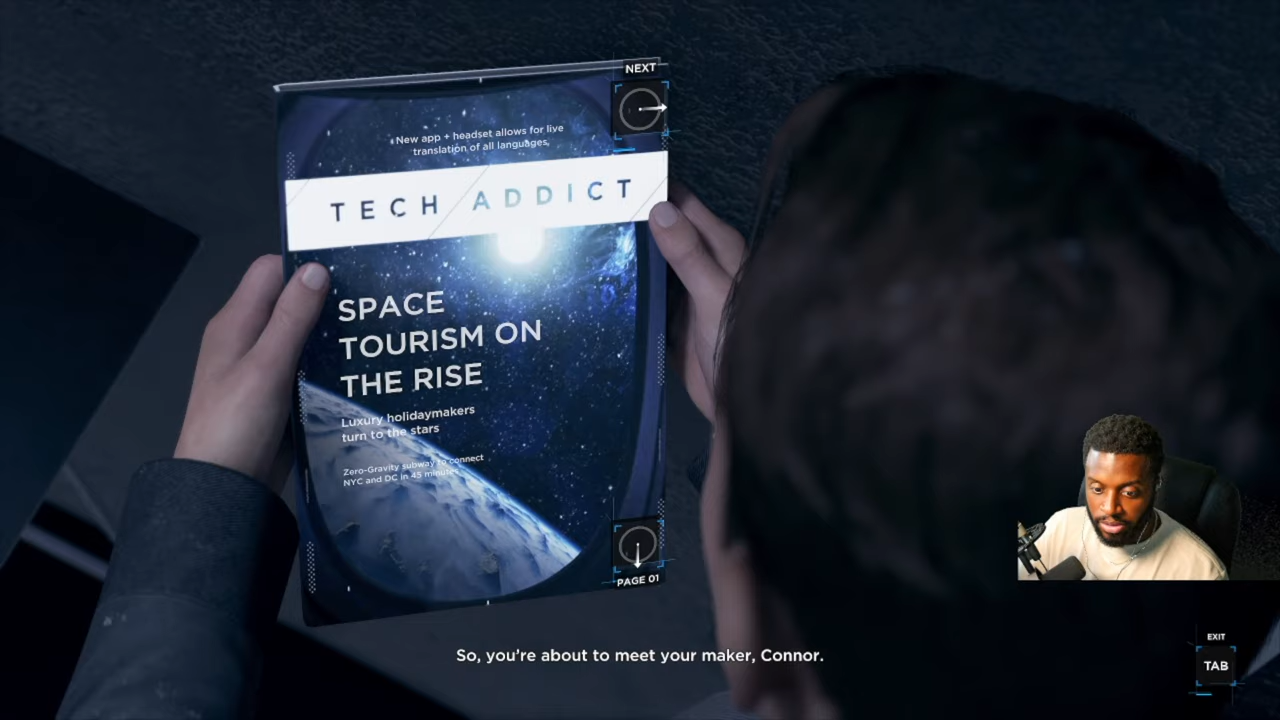 NEXT
New app + headset allows for live
translation of all languages
TECH ADDICT
SPACE
TOURISM ON
THE RISE
Luxury holidaymakers
turn to the stars
Zero-Gravity subway to connect
NYC and DC in 45 minutes
PAGE 01
So, you're about to meet your maker, Connor.
EXIT
TAB